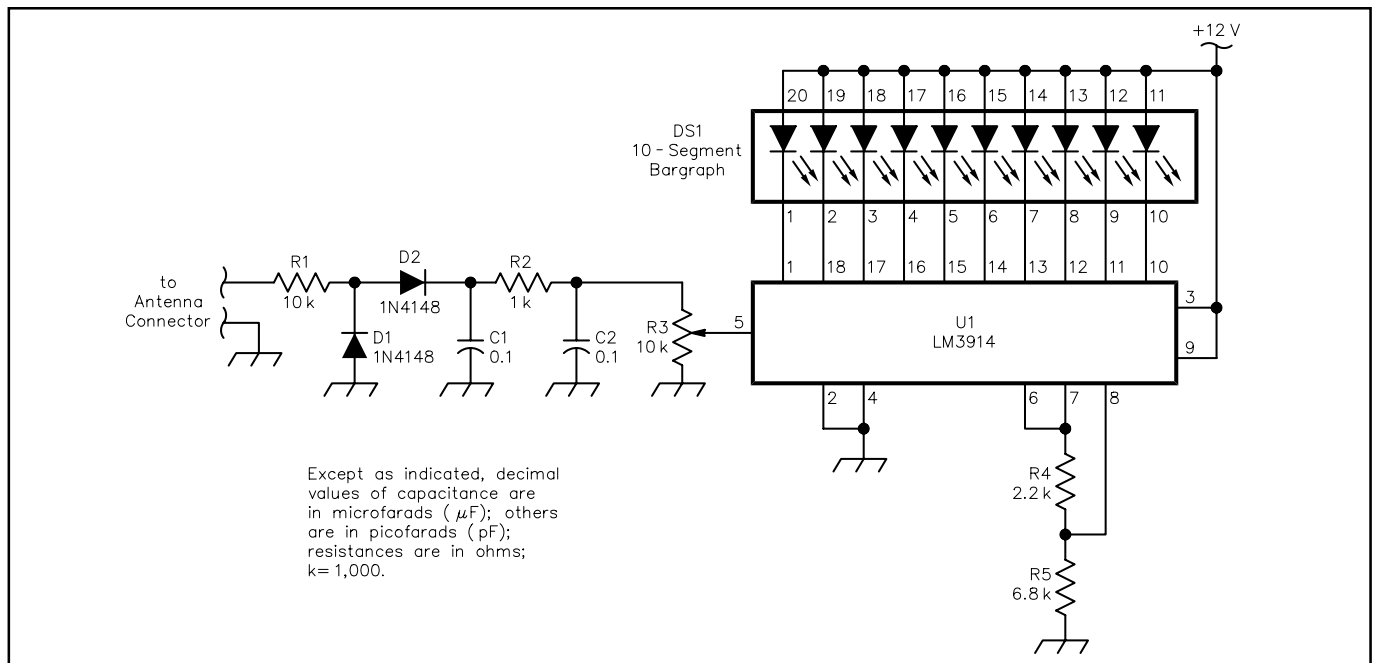 +12 V
20 19 18 17 16 15 14 13 12 11
DS1
10 - Segment
Bargraph
1 2 3 4 5 6 7 8 9 10
1 18 17 16 15 14 13 12 11 10
to
Antenna
Connector
R1
10 k
D2
1N4148
R2
1 k
D1
1N4148
C1
0.1
C2
0.1
R3
10 k
5
U1
LM3914
3
9
2 4 6 7 8
R4
2.2 k
R5
6.8 k
Except as indicated, decimal
values of capacitance are
in microfarads ( µF); others
are in picofarads ( pF);
resistances are in ohms;
k= 1,000.